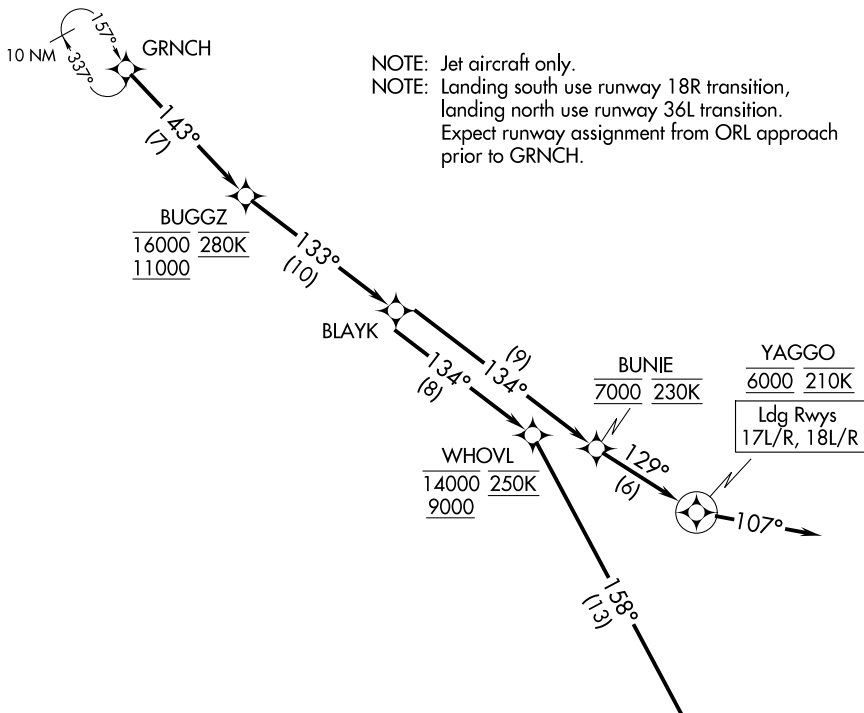 157°
GRNCH
10 NM
337°
NOTE: Jet aircraft only.
NOTE: Landing south use runway 18R transition,
landing north use runway 36L transition.
Expect runway assignment from ORL approach
prior to GRNCH.
143°
(7)
BUGGZ
16000 280K
11000
133°
(10)
BLAYK
(9)
134°
134°
(8)
BUNIE
7000 230K
YAGGO
6000 210K
Ldg Rwys
17L/R, 18L/R
WHOVL
14000 250K
9000
129°
(6)
107°
158°
(13)